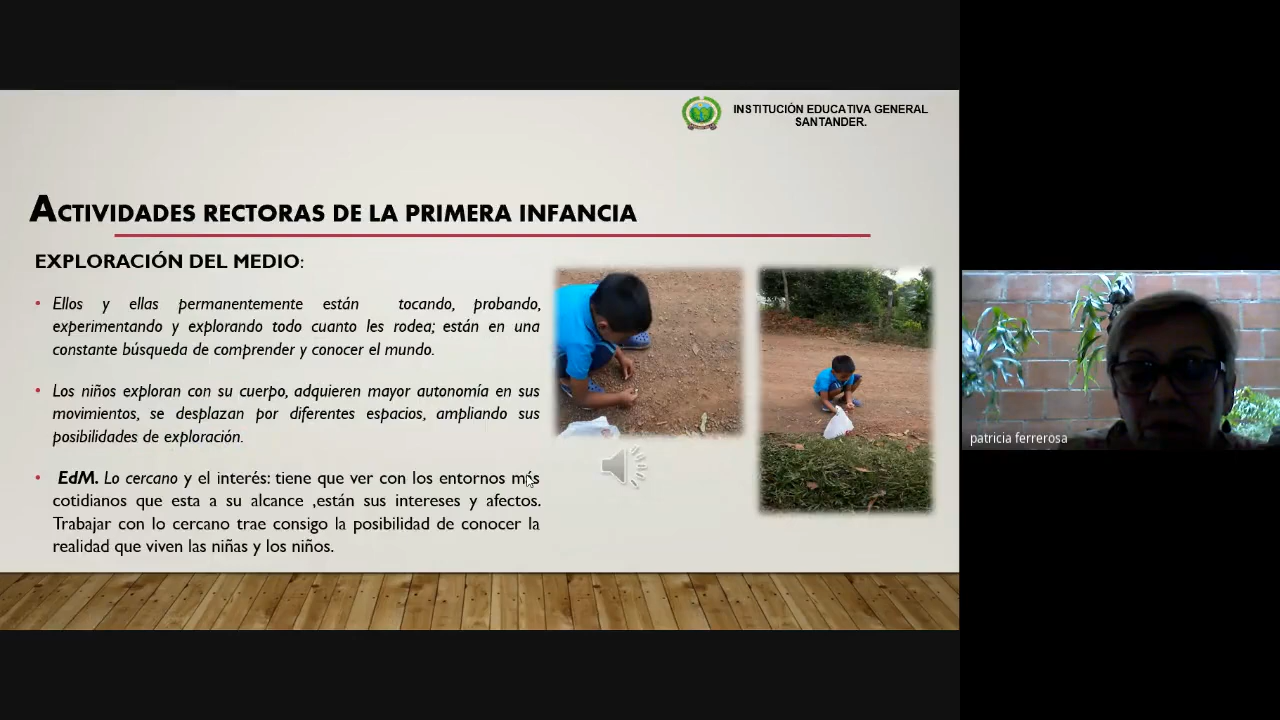 INSTITUCIÓN EDUCATIVA GENERAL
SANTANDER.
ACTIVIDADES RECTORAS DE LA PRIMERA INFANCIA
EXPLORACIÓN DEL MEDIO:
• Ellos y ellas permanentemente están tocando, probando,
experimentando y explorando todo cuanto les rodea; están en una
constante búsqueda de comprender y conocer el mundo.
• Los niños exploran con su cuerpo, adquieren mayor autonomía en sus
movimientos, se desplazan por diferentes espacios, ampliando sus
posibilidades de exploración.
• EdM. Lo cercano y el interés: tiene que ver con los entornos más
cotidianos que esta a su alcance ,están sus intereses y afectos.
Trabajar con lo cercano trae consigo la posibilidad de conocer la
realidad que viven las niñas y los niños.
patricia ferrerosa